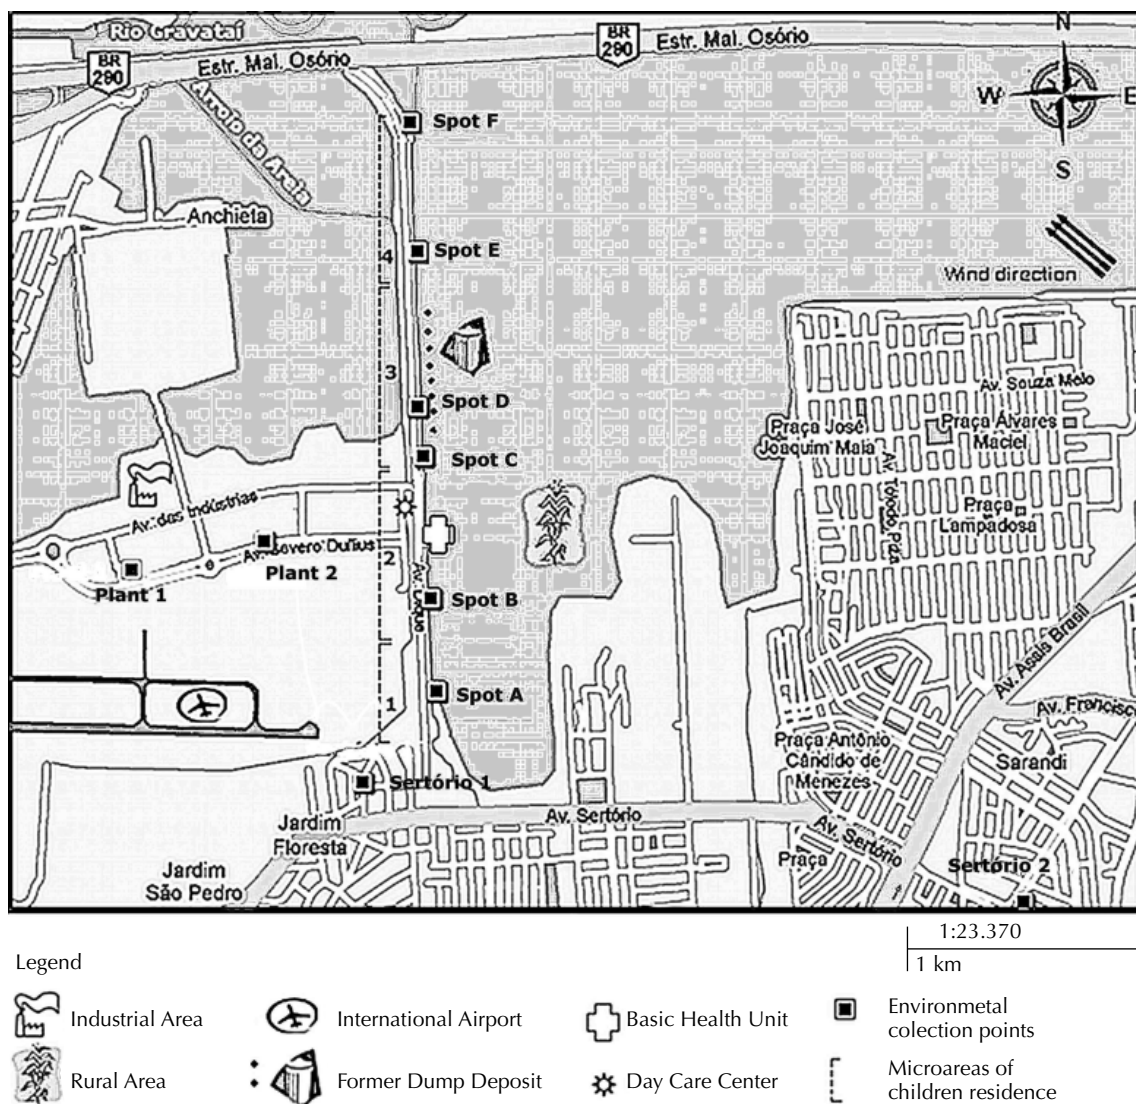 Rio Gravataí
BR
290
Estr. Mal. Osório
BR
290
Estr. Mal. Osório
N
W
E
S
Spot F
Arroio da Areia
Anchieta
Spot E
4
Wind direction
3
Spot D
Av. Souza Melo
Praça José
Joaquim Maia
Praça Álvares
Maciel
Spot C
Av. das Indústrias
Av. Toledo Piza
Praça
Lampadosa
Av. Severo Dullius
Plant 2
2
Plant 1
Spot B
Av. Assis Brasil
1
Spot A
Av. Francisc
Praça Antônio
Cândido de
Menezes
Sarandi
Sertório 1
Av. Sertório
Jardim
Floresta
Av. Sertório
Praça
Sertório 2
Jardim
São Pedro
1:23.370
1 km
Legend
Industrial Area
International Airport
Basic Health Unit
Environmetal
colection points
Rural Area
Former Dump Deposit
Day Care Center
Microareas of
children residence